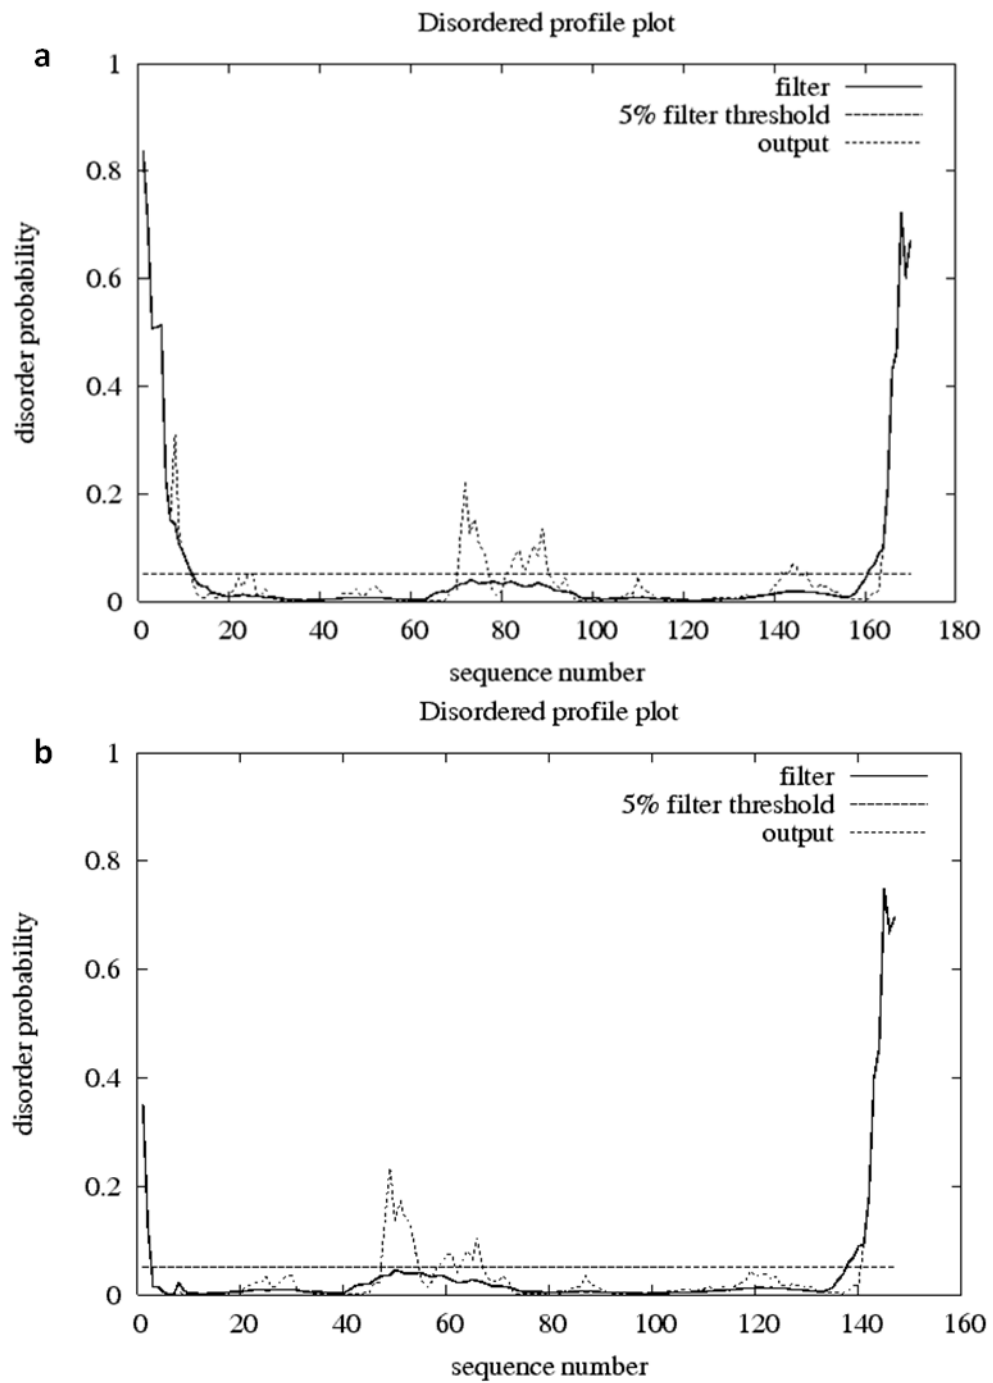 Disordered profile plot
a
1
filter
5% filter threshold
output
0.8
0.6
0.4
0.2
0
disorder probability
0 20 40 60 80 100 120 140 160 180
sequence number
Disordered profile plot
b
1
filter
5% filter threshold
output
0.8
0.6
0.4
0.2
0
disorder probability
0 20 40 60 80 100 120 140 160
sequence number